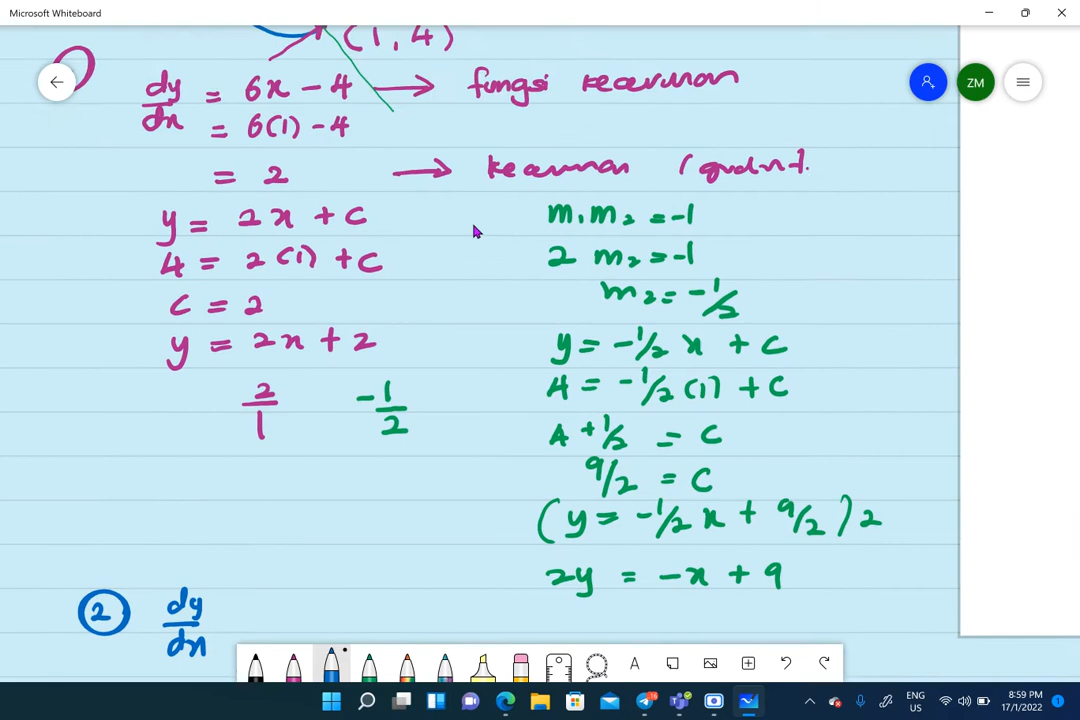 Microsoft Whiteboard
(1, 4)
dy/dx = 6x - 4 → fungsi kecerunan
= 6(1) - 4
= 2 → kecerunan
y = 2x + c
4 = 2(1) + c
c = 2
y = 2x + 2
2/1 -1/2
m₁m₂ = -1
2 m₂ = -1
m₂ = -1/2
y = -1/2 x + c
4 = -1/2 (1) + c
4 + 1/2 = c
9/2 = c
(y = -1/2 x + 9/2) 2
2y = -x + 9
2 dy/dx
ZM
A
16
ENG
US
8:59 PM
17/1/2022
1